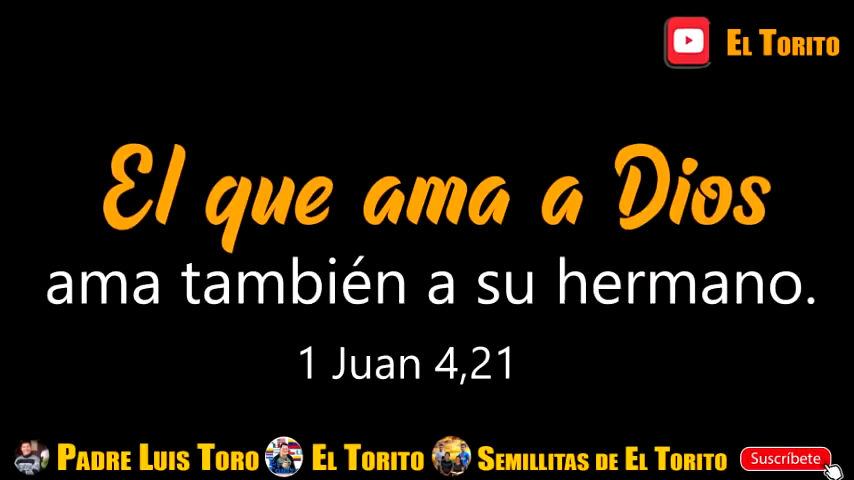 El Torito
El que ama a Dios
ama también a su hermano.
1 Juan 4,21
Padre Luis Toro El Torito Semillitas de El Torito Suscríbete